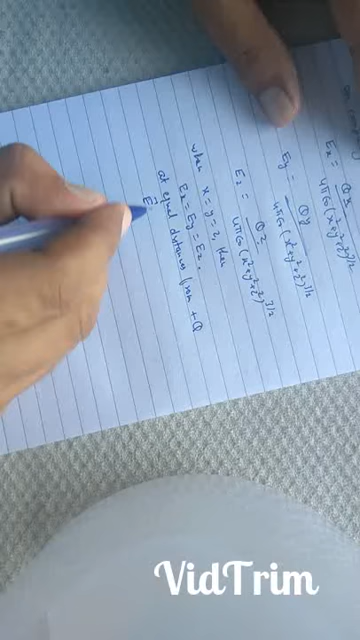 Ex = Qx / 4πε₀(x²+y²+z²)^3/2
Ey = Qy / 4πε₀(x²+y²+z²)^3/2
Ez = Qz / 4πε₀(x²+y²+z²)^3/2
when x=y=z, then
Ex = Ey = Ez.
at equal distances from +Q
E
VidTrim